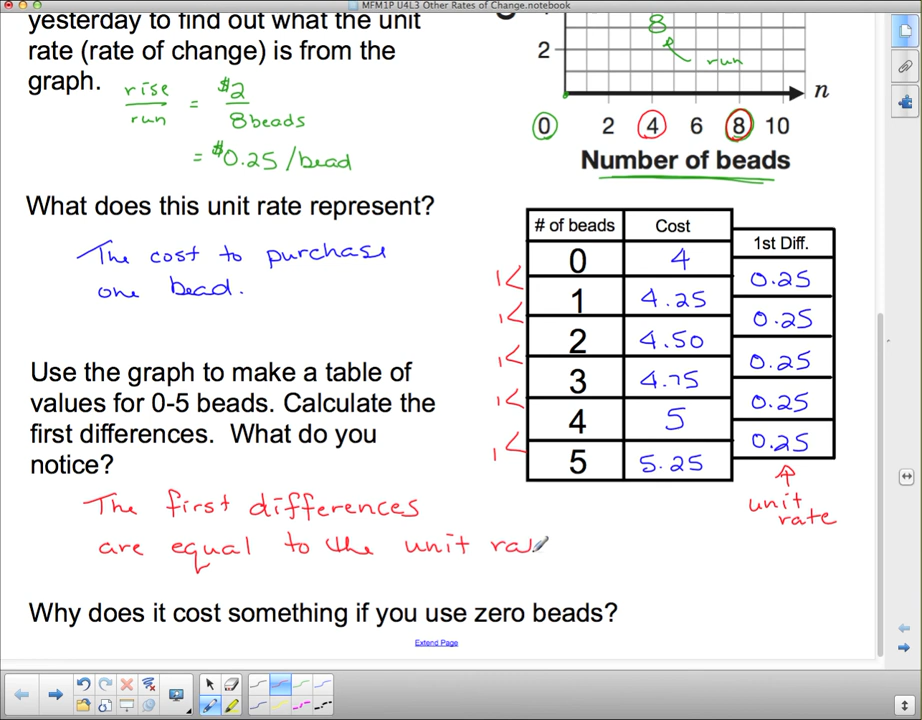 MFM1P U4L3 Other Rates of Change.notebook
yesterday to find out what the unit
rate (rate of change) is from the
graph.
rise
run
=
$2
8 beads
= $0.25 /bead
8
run
2
n
0 2 4 6 8 10
Number of beads
What does this unit rate represent?
The cost to purchase
one bead.
# of beads Cost 1st Diff.
0 4
1< 0.25
1 4.25
1< 0.25
2 4.50
1< 0.25
3 4.75
1< 0.25
4 5
1< 0.25
5 5.25
unit
rate
Use the graph to make a table of
values for 0-5 beads. Calculate the
first differences. What do you
notice?
The first differences
are equal to the unit rat
Why does it cost something if you use zero beads?
Extend Page